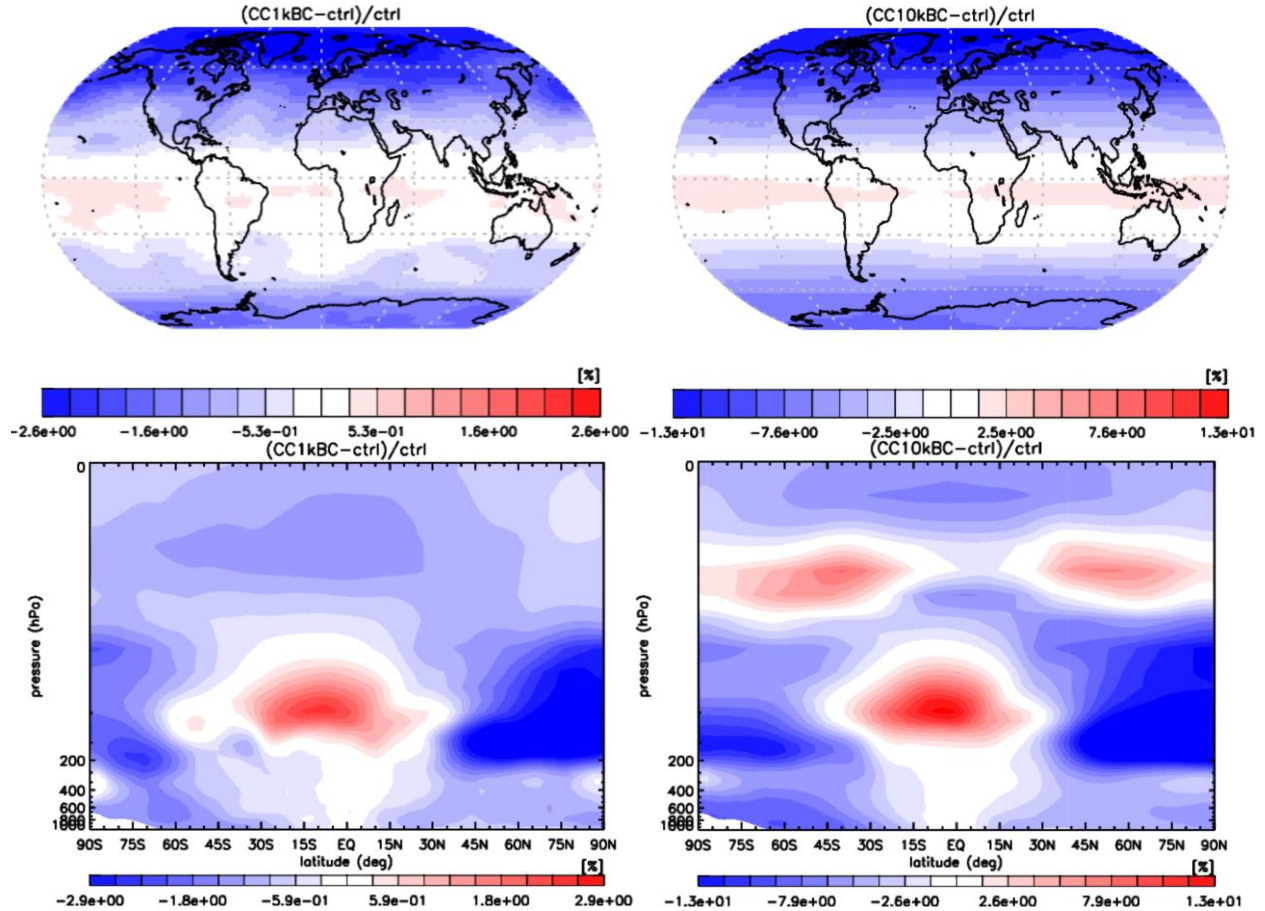 (CC1kBC-ctrl)/ctrl
(CC10kBC-ctrl)/ctrl
[%]
-2.6e+00 -1.6e+00 -5.3e-01 5.3e-01 1.6e+00 2.6e+00
[%]
-1.3e+01 -7.6e+00 -2.5e+00 2.5e+00 7.6e+00 1.3e+01
(CC1kBC-ctrl)/ctrl
0
200
400
600
800
1000
pressure (hPa)
90S 75S 60S 45S 30S 15S EQ 15N 30N 45N 60N 75N 90N
latitude (deg)
[%]
-2.9e+00 -1.8e+00 -5.9e-01 5.9e-01 1.8e+00 2.9e+00
(CC10kBC-ctrl)/ctrl
0
200
400
600
800
1000
pressure (hPa)
90S 75S 60S 45S 30S 15S EQ 15N 30N 45N 60N 75N 90N
latitude (deg)
[%]
-1.3e+01 -7.9e+00 -2.6e+00 2.6e+00 7.9e+00 1.3e+01